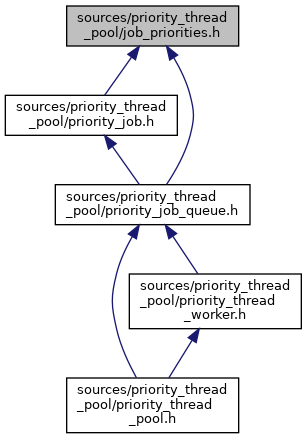 sources/priority_thread
_pool/job_priorities.h
sources/priority_thread
_pool/priority_job.h
sources/priority_thread
_pool/priority_job_queue.h
sources/priority_thread
_pool/priority_thread
_worker.h
sources/priority_thread
_pool/priority_thread
_pool.h